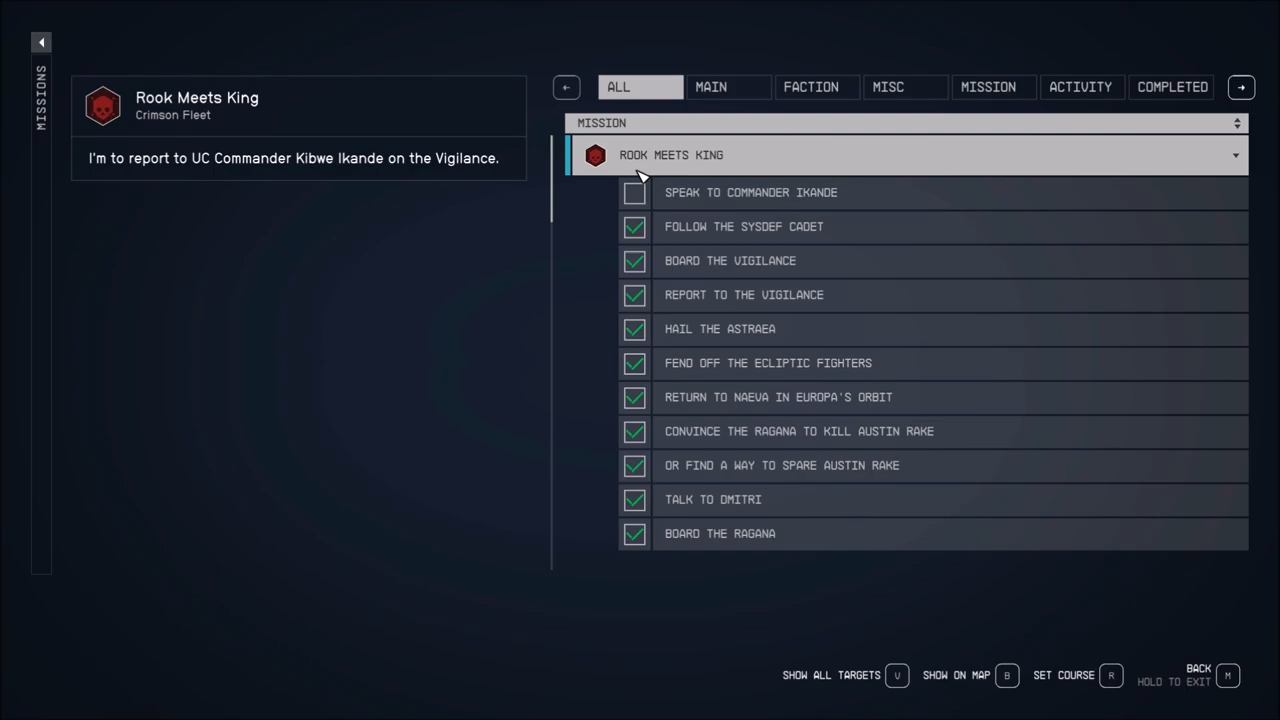 MISSIONS
Rook Meets King
Crimson Fleet
I'm to report to UC Commander Kibwe Ikande on the Vigilance.
ALL MAIN FACTION MISC MISSION ACTIVITY COMPLETED
MISSION
ROOK MEETS KING
SPEAK TO COMMANDER IKANDE
FOLLOW THE SYSDEF CADET
BOARD THE VIGILANCE
REPORT TO THE VIGILANCE
HAIL THE ASTRAEA
FEND OFF THE ECLIPTIC FIGHTERS
RETURN TO NAEVA IN EUROPA'S ORBIT
CONVINCE THE RAGANA TO KILL AUSTIN RAKE
OR FIND A WAY TO SPARE AUSTIN RAKE
TALK TO DMITRI
BOARD THE RAGANA
SHOW ALL TARGETS V SHOW ON MAP B SET COURSE R BACK M
HOLD TO EXIT